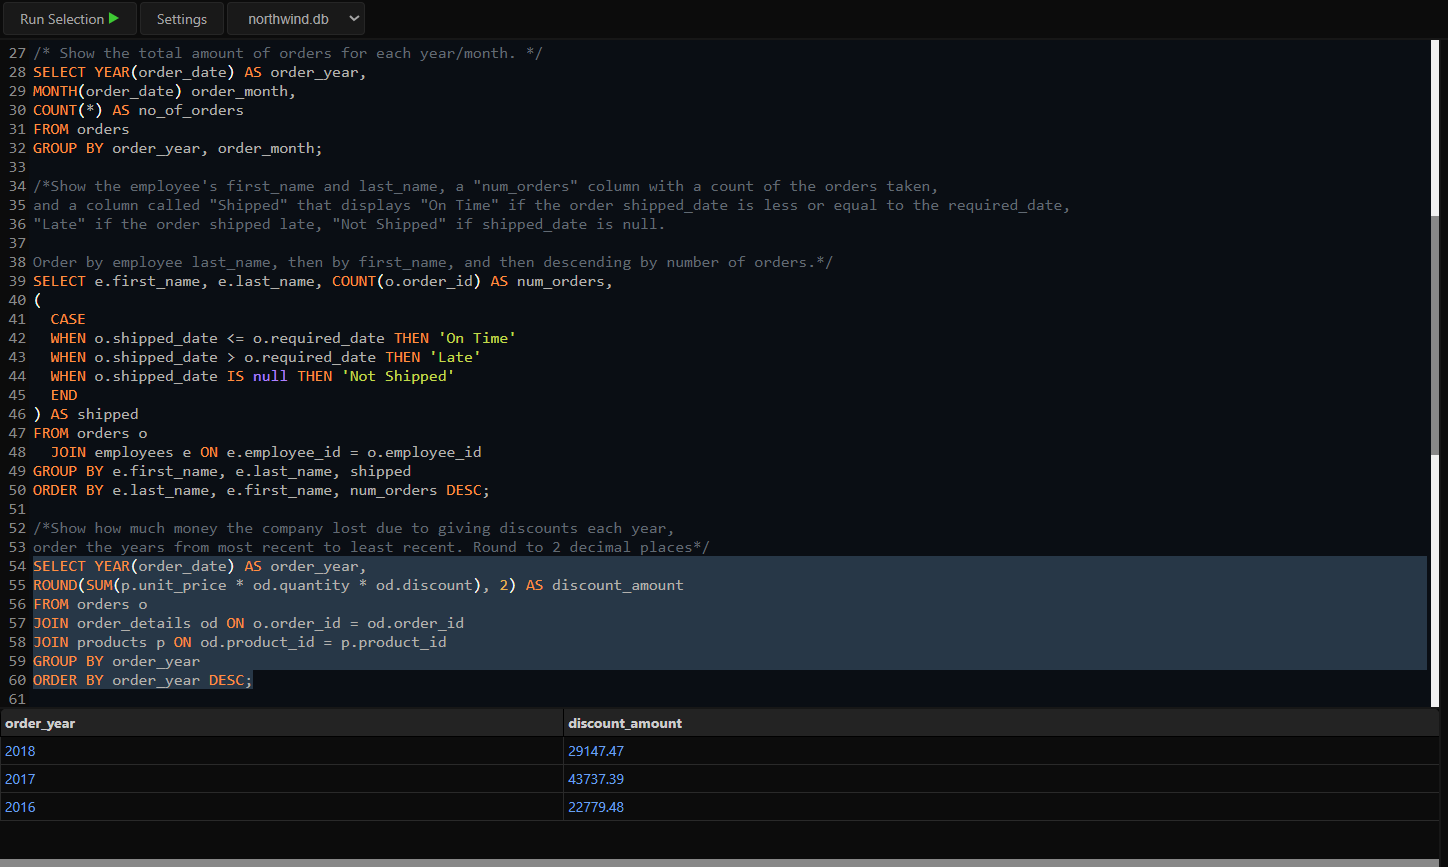 Run Selection
Settings
northwind.db
27 /* Show the total amount of orders for each year/month. */
28 SELECT YEAR(order_date) AS order_year,
29 MONTH(order_date) order_month,
30 COUNT(*) AS no_of_orders
31 FROM orders
32 GROUP BY order_year, order_month;
33
34 /*Show the employee's first_name and last_name, a "num_orders" column with a count of the orders taken,
35 and a column called "Shipped" that displays "On Time" if the order shipped_date is less or equal to the required_date,
36 "Late" if the order shipped late, "Not Shipped" if shipped_date is null.
37
38 Order by employee last_name, then by first_name, and then descending by number of orders.*/
39 SELECT e.first_name, e.last_name, COUNT(o.order_id) AS num_orders,
40 (
41   CASE
42   WHEN o.shipped_date <= o.required_date THEN 'On Time'
43   WHEN o.shipped_date > o.required_date THEN 'Late'
44   WHEN o.shipped_date IS null THEN 'Not Shipped'
45   END
46 ) AS shipped
47 FROM orders o
48   JOIN employees e ON e.employee_id = o.employee_id
49 GROUP BY e.first_name, e.last_name, shipped
50 ORDER BY e.last_name, e.first_name, num_orders DESC;
51
52 /*Show how much money the company lost due to giving discounts each year,
53 order the years from most recent to least recent. Round to 2 decimal places*/
54 SELECT YEAR(order_date) AS order_year,
55 ROUND(SUM(p.unit_price * od.quantity * od.discount), 2) AS discount_amount
56 FROM orders o
57 JOIN order_details od ON o.order_id = od.order_id
58 JOIN products p ON od.product_id = p.product_id
59 GROUP BY order_year
60 ORDER BY order_year DESC;
61
order_year discount_amount
2018 29147.47
2017 43737.39
2016 22779.48